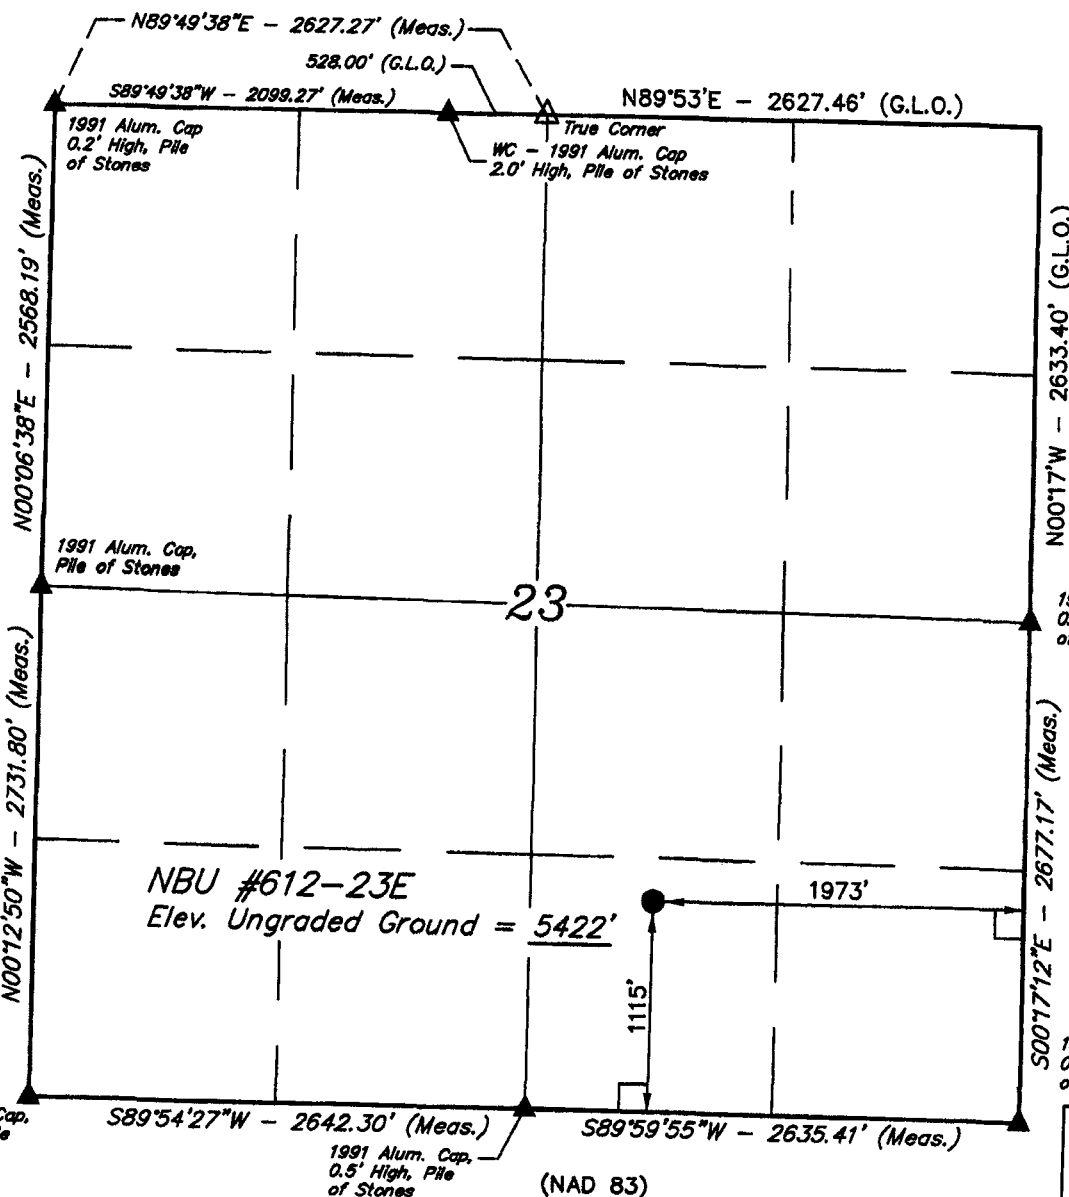 N89°49'38"E - 2627.27' (Meas.)
528.00' (G.L.O.)
S89°49'38"W - 2099.27' (Meas.)
N89°53'E - 2627.46' (G.L.O.)
1991 Alum. Cap
0.2' High, Pile
of Stones
True Corner
WC - 1991 Alum. Cap
2.0' High, Pile of Stones
N00°06'38"E - 2568.19' (Meas.)
N00°17'W - 2633.40' (G.L.O.)
1991 Alum. Cap,
Pile of Stones
23
N00°12'50"W - 2731.80' (Meas.)
S00°17'12"E - 2677.17' (Meas.)
NBU #612-23E
Elev. Ungraded Ground = 5422'
1973'
1115'
Cap,
S89°54'27"W - 2642.30' (Meas.)
S89°59'55"W - 2635.41' (Meas.)
1991 Alum. Cap,
0.5' High, Pile
of Stones
(NAD 83)